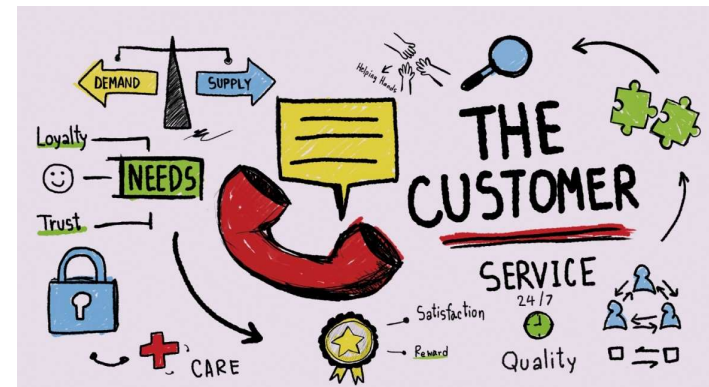 DEMAND
SUPPLY
Loyalty
NEEDS
Trust
CARE
Helping Hands
THE
CUSTOMER
SERVICE
24/7
Quality
Satisfaction
Reward